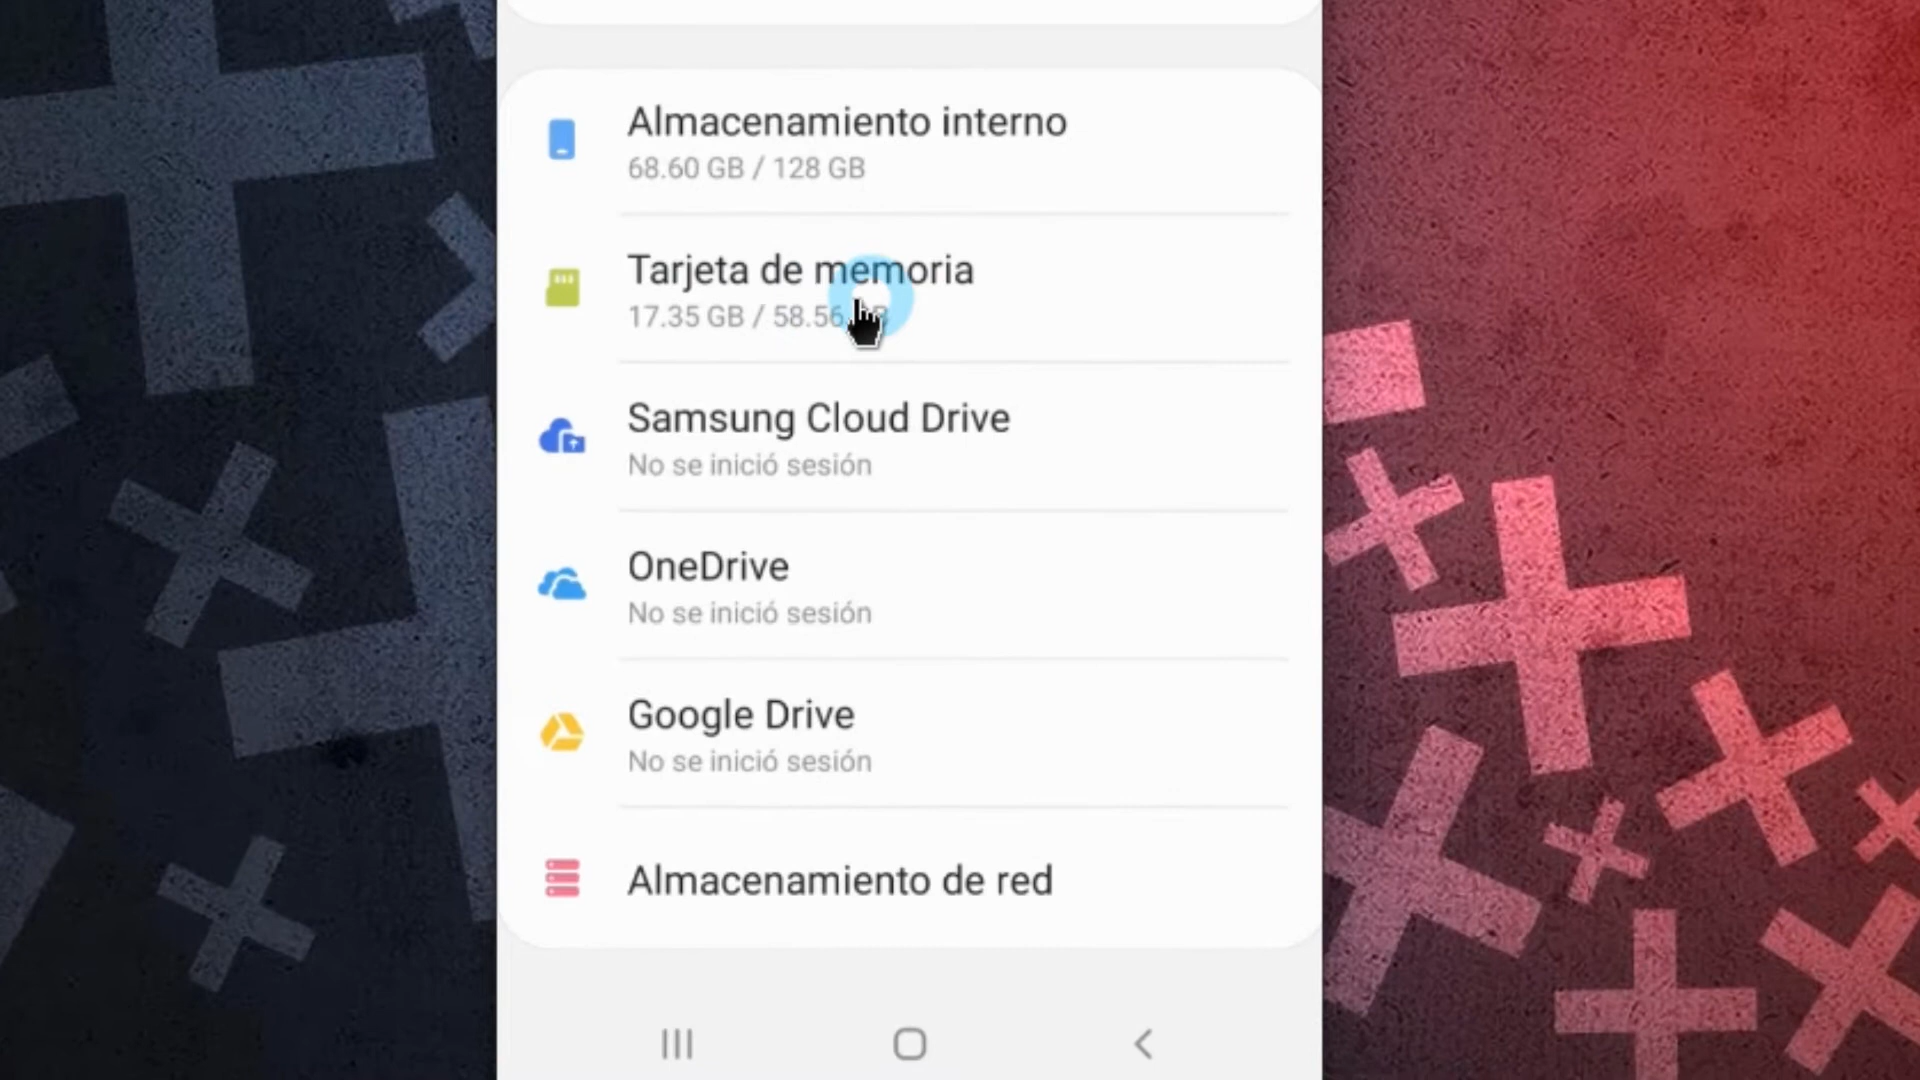 Almacenamiento interno
68.60 GB / 128 GB
Tarjeta de memoria
17.35 GB / 58.56
Samsung Cloud Drive
No se inició sesión
OneDrive
No se inició sesión
Google Drive
No se inició sesión
Almacenamiento de red